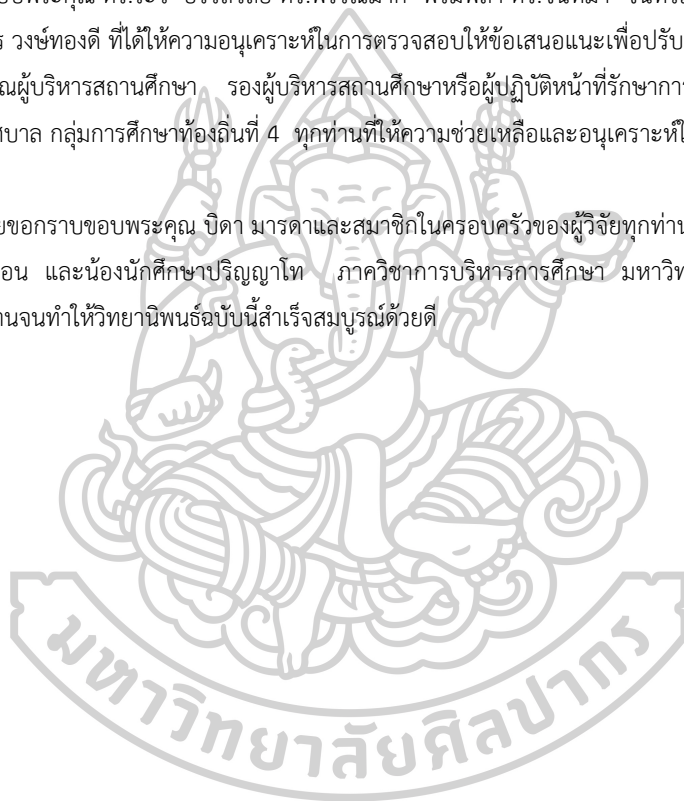 วงษ์ทองดี ที่ได้ให้ความอนุเคราะห์ในการตรวจสอบให้ข้อเสนอแนะเพื่อปรับ
ผู้บริหารสถานศึกษา รองผู้บริหารสถานศึกษาหรือผู้ปฏิบัติหน้าที่รักษาการ
กลุ่มการศึกษาท้องถิ่นที่ 4 ทุกท่านที่ให้ความช่วยเหลือและอนุเคราะห์
ขอกราบขอบพระคุณ บิดา มารดาและสมาชิกในครอบครัวของผู้วิจัยทุกท่าน
และน้องนักศึกษาปริญญาโท ภาควิชาการบริหารการศึกษา มหาวิท
านจนทำให้วิทยานิพนธ์ฉบับนี้สำเร็จสมบูรณ์ด้วยดี
มหาวิทยาลัยศิลปากร